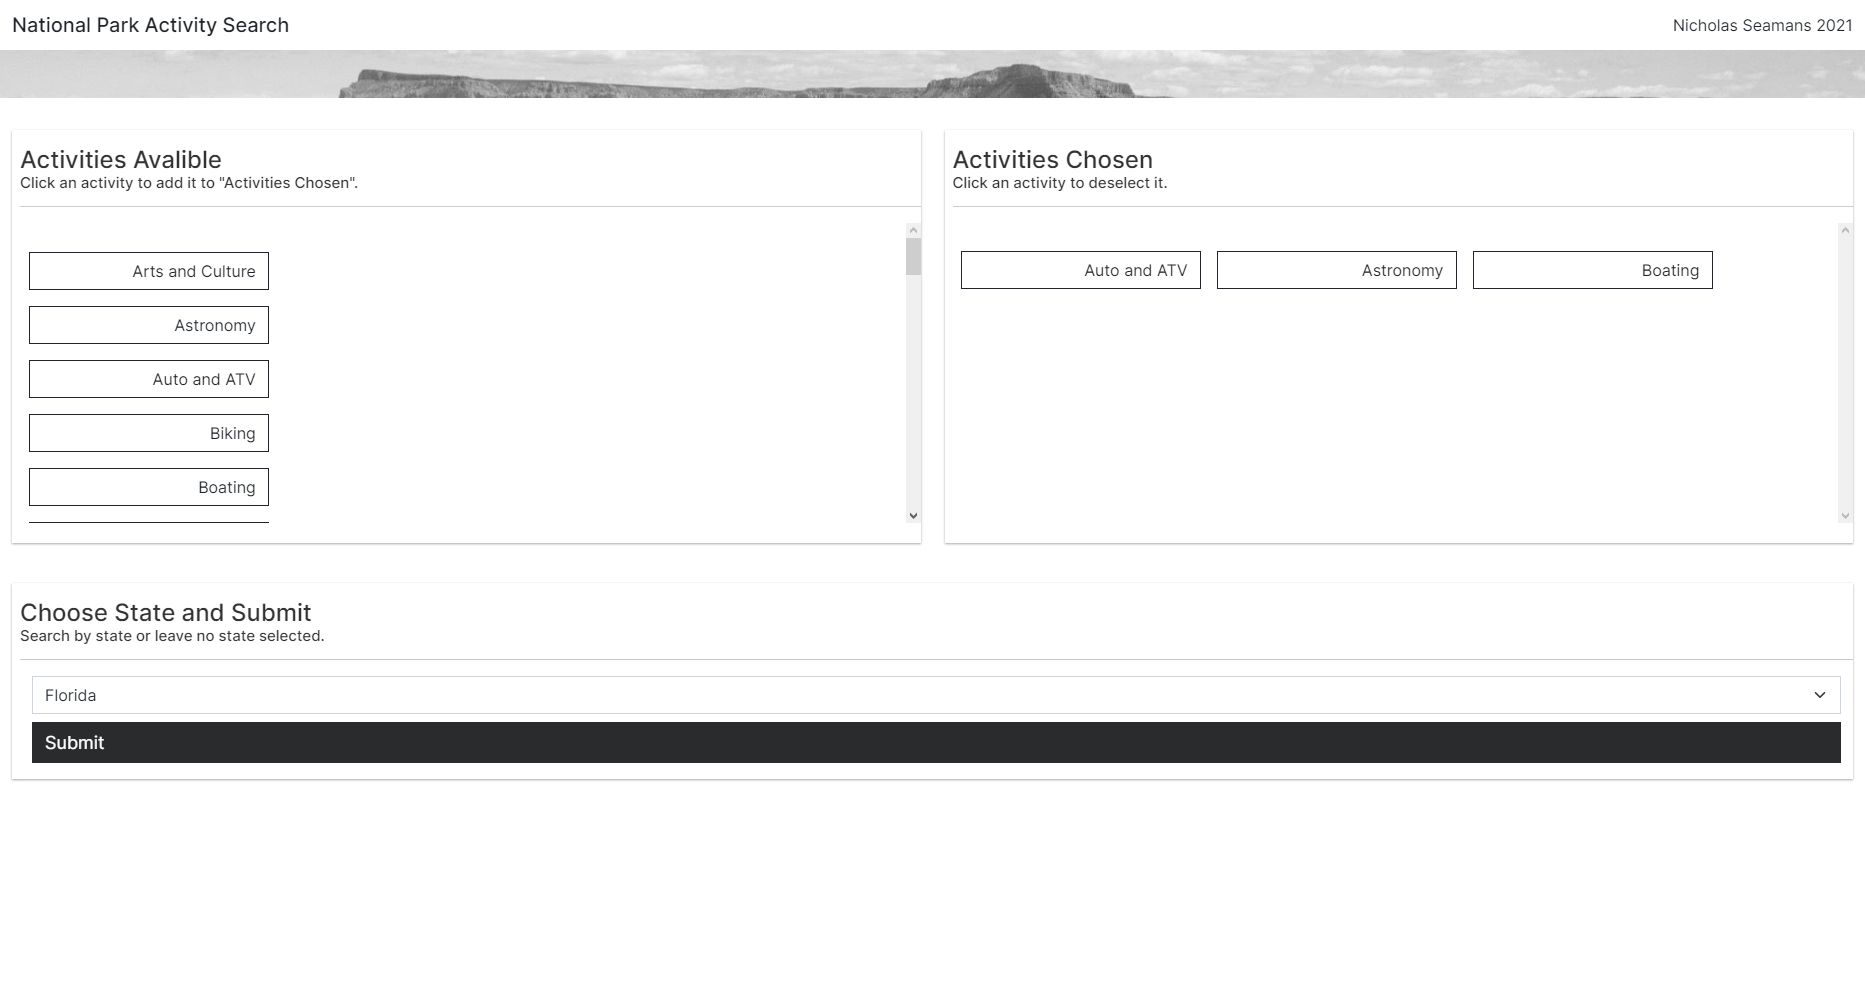 National Park Activity Search
Nicholas Seamans 2021
Activities Avalible
Click an activity to add it to "Activities Chosen".
Arts and Culture
Astronomy
Auto and ATV
Biking
Boating
Activities Chosen
Click an activity to deselect it.
Auto and ATV
Astronomy
Boating
Choose State and Submit
Search by state or leave no state selected.
Florida
Submit